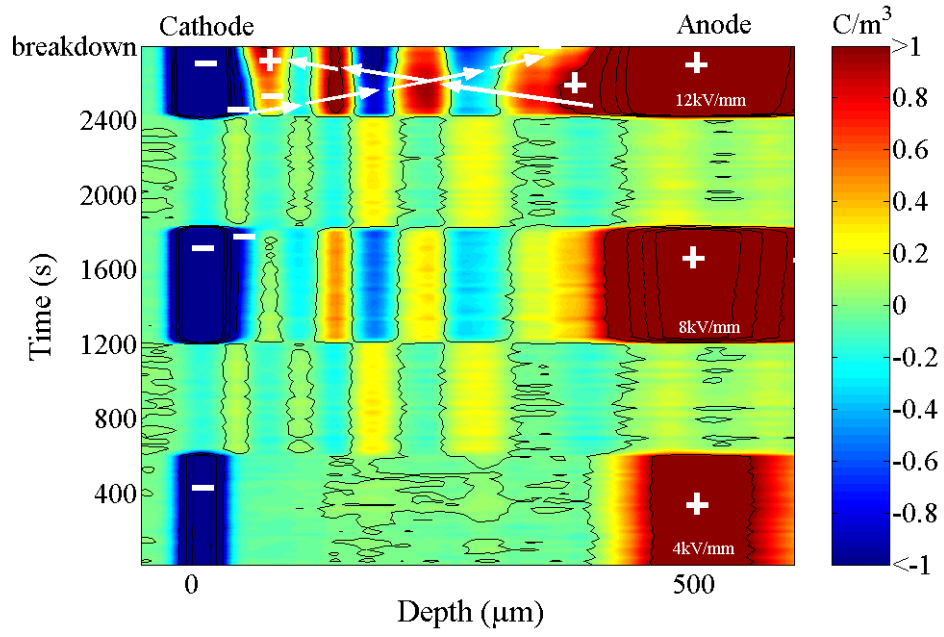 Cathode
Anode
C/m³
breakdown
2400
2000
1600
1200
800
400
Time (s)
− + − − + +
12kV/mm
− − +
8kV/mm
− +
4kV/mm
0
500
Depth (µm)
>1
0.8
0.6
0.4
0.2
0
-0.2
-0.4
-0.6
-0.8
<-1